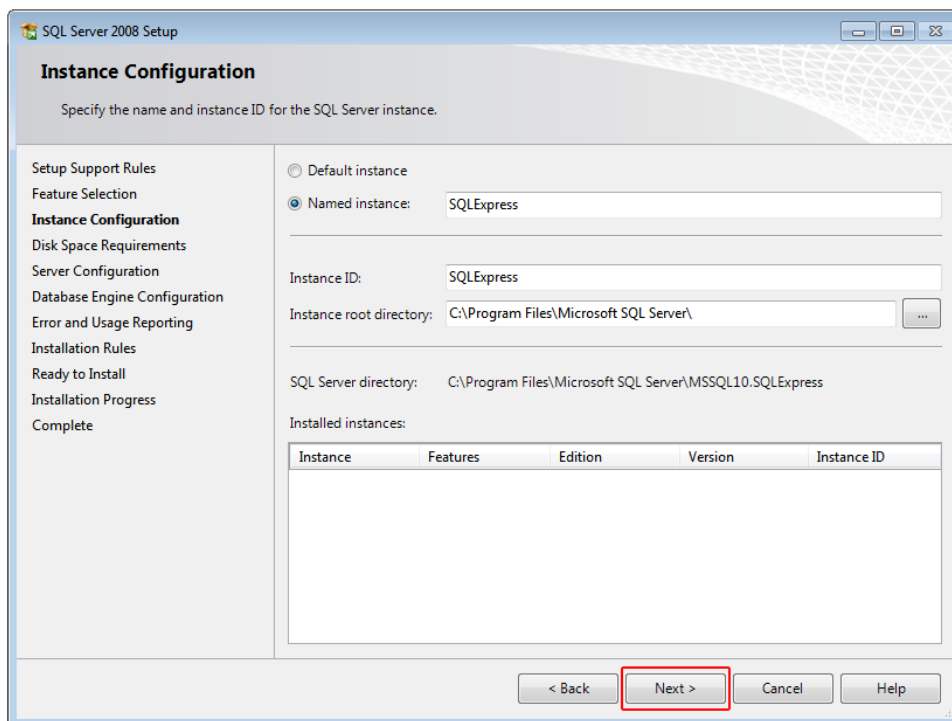 SQL Server 2008 Setup
Instance Configuration
Specify the name and instance ID for the SQL Server instance.
Setup Support Rules
Feature Selection
Instance Configuration
Disk Space Requirements
Server Configuration
Database Engine Configuration
Error and Usage Reporting
Installation Rules
Ready to Install
Installation Progress
Complete
Default instance
Named instance: SQLExpress
Instance ID: SQLExpress
Instance root directory: C:\Program Files\Microsoft SQL Server\ ...
SQL Server directory: C:\Program Files\Microsoft SQL Server\MSSQL10.SQLExpress
Installed instances:
Instance Features Edition Version Instance ID
< Back Next > Cancel Help